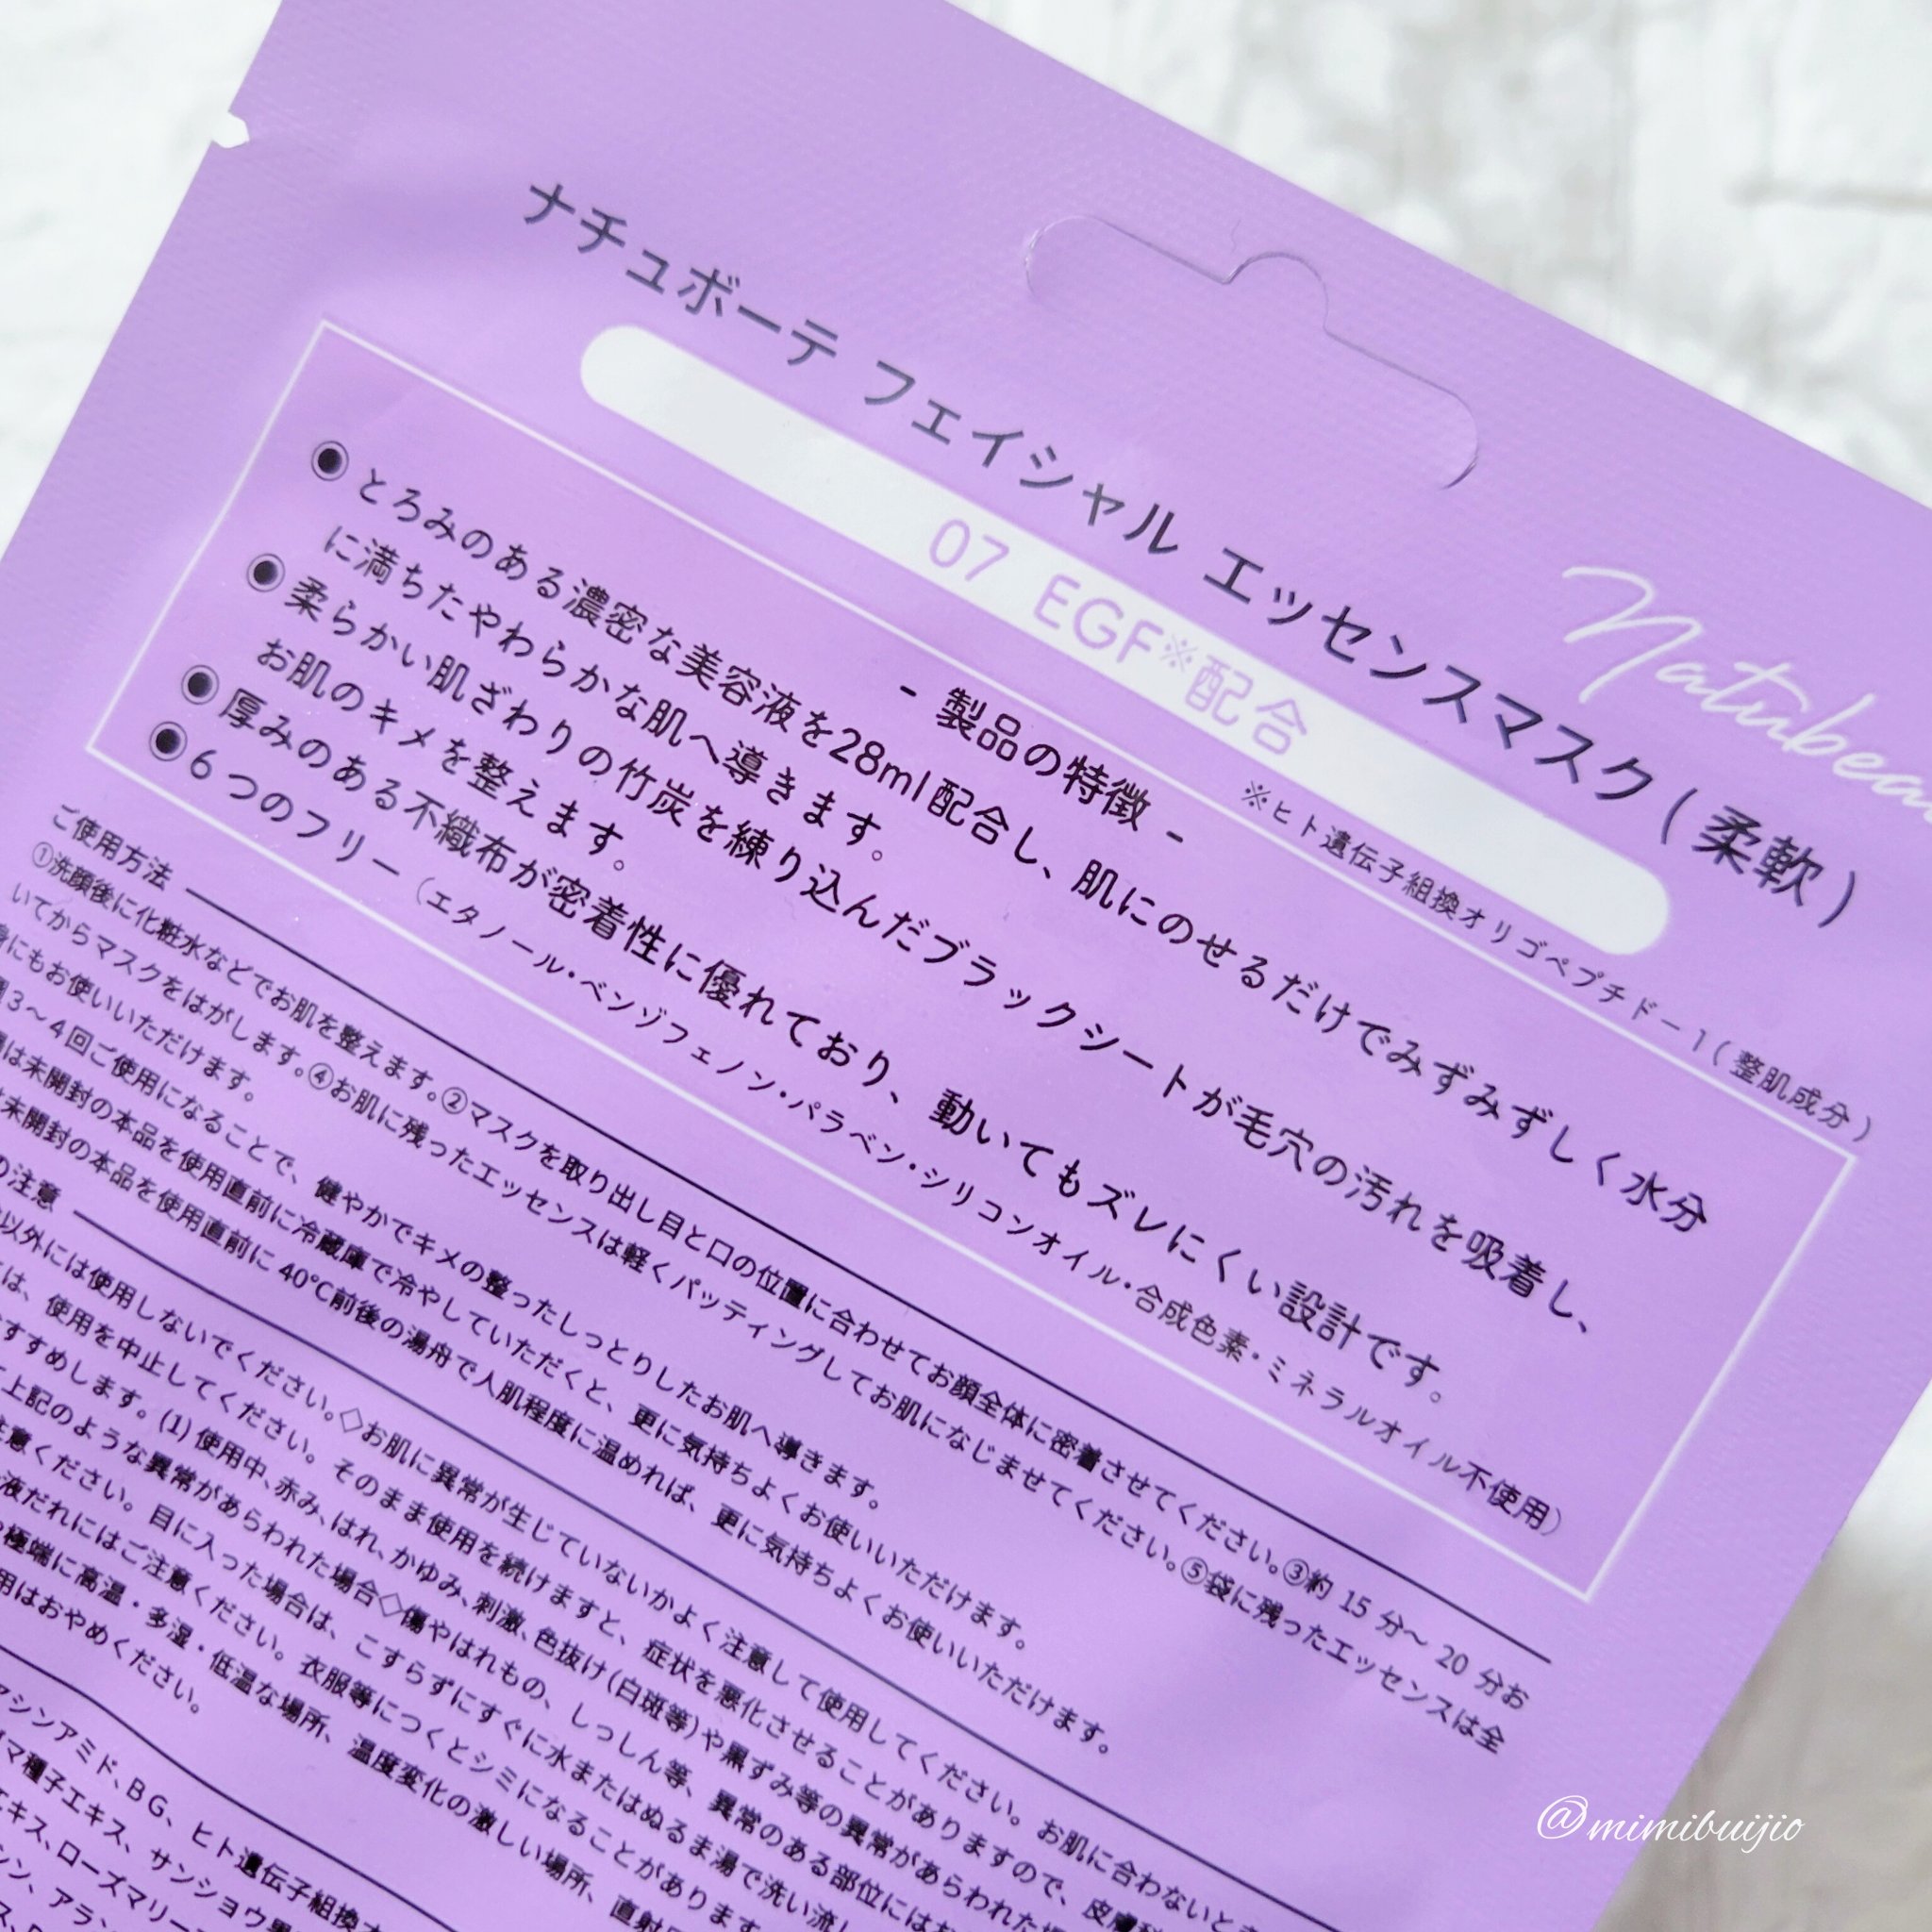 Natubea
ナチュボーテ フェイシャル エッセンスマスク(柔軟)
07 EGF※配合
※ヒト遺伝子組換オリゴペプチド－1(整肌成分)
- 製品の特徴 -
◉とろみのある濃密な美容液を28ml配合し、肌にのせるだけでみずみずしく水分
に満ちたやわらかな肌へ導きます。
◉柔らかい肌ざわりの竹炭を練り込んだブラックシートが毛穴の汚れを吸着し、
お肌のキメを整えます。
◉厚みのある不織布が密着性に優れており、動いてもズレにくい設計です。
◉6つのフリー（エタノール・ベンゾフェノン・パラベン・シリコンオイル・合成色素・ミネラルオイル不使用）
ご使用方法
①洗顔後に化粧水などでお肌を整えます。②マスクを取り出し目と口の位置に合わせてお顔全体に密着させてください。③約 15 分〜 20 分お
いてからマスクをはがします。④お肌に残ったエッセンスは軽くパッティングしてお肌になじませてください。⑤袋に残ったエッセンスは全
身にもお使いいただけます。
3〜4回ご使用になることで、健やかでキメの整ったしっとりしたお肌へ導きます。
は未開封の本品を使用直前に冷蔵庫で冷やしていただくと、更に気持ちよくお使いいただけます。
未開封の本品を使用直前に 40℃前後の湯舟で人肌程度に温めれば、更に気持ちよくお使いいただけます。
の注意
以外には使用しないでください。◇お肌に異常が生じていないかよく注意して使用してください。お肌に合わないとき
は、使用を中止してください。そのまま使用を続けますと、症状を悪化させることがありますので、皮膚科
すすめします。(1) 使用中、赤み、はれ、かゆみ、刺激、色抜け(白斑等)や黒ずみ等の異常があらわれた場
上記のような異常があらわれた場合◇傷やはれもの、しっしん等、異常のある部位にはお
注意ください。目に入った場合は、こすらずにすぐに水またはぬるま湯で洗い流し
液だれにはご注意ください。衣服等につくとシミになることがあります
極端に高温・多湿・低温な場所、温度変化の激しい場所、直射日
用はおやめください。
アシンアミド、BG、ヒト遺伝子組換オ
マ種子エキス、サンショウ果
エキス、ローズマリー
シン、アラン
@mimibuijio